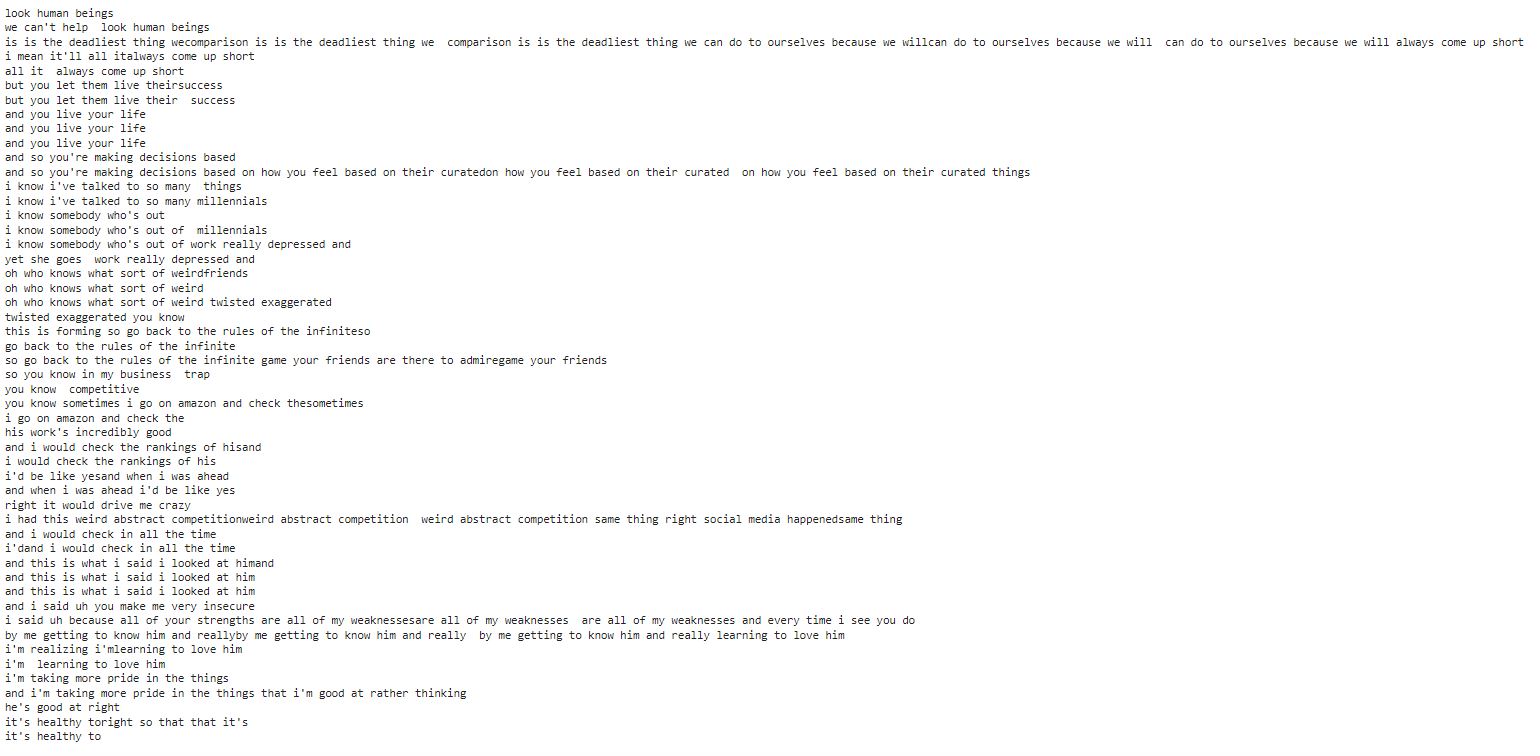 look human beings
we can't help  look human beings
is is the deadliest thing wecomparison is is the deadliest thing we  comparison is is the deadliest thing we can do to ourselves because we willcan do to ourselves because we will  can do to ourselves because we will always come up short
i mean it'll all italways come up short
all it  always come up short
but you let them live theirsuccess
but you let them live their  success
and you live your life
and you live your life
and you live your life
and so you're making decisions based
and so you're making decisions based on how you feel based on their curatedon how you feel based on their curated  on how you feel based on their curated things
i know i've talked to so many  things
i know i've talked to so many millennials
i know somebody who's out
i know somebody who's out of  millennials
i know somebody who's out of work really depressed and
yet she goes  work really depressed and
oh who knows what sort of weirdfriends
oh who knows what sort of weird
oh who knows what sort of weird twisted exaggerated
twisted exaggerated you know
this is forming so go back to the rules of the infiniteso
go back to the rules of the infinite
so go back to the rules of the infinite game your friends are there to admiregame your friends
so you know in my business  trap
you know  competitive
you know sometimes i go on amazon and check thesometimes
i go on amazon and check the
his work's incredibly good
and i would check the rankings of hisand
i would check the rankings of his
i'd be like yesand when i was ahead
and when i was ahead i'd be like yes
right it would drive me crazy
i had this weird abstract competitionweird abstract competition  weird abstract competition same thing right social media happenedsame thing
and i would check in all the time
i'dand i would check in all the time
and this is what i said i looked at himand
and this is what i said i looked at him
and this is what i said i looked at him
and i said uh you make me very insecure
i said uh because all of your strengths are all of my weaknessesare all of my weaknesses  are all of my weaknesses and every time i see you do
by me getting to know him and reallyby me getting to know him and really  by me getting to know him and really learning to love him
i'm realizing i'mlearning to love him
i'm  learning to love him
i'm taking more pride in the things
and i'm taking more pride in the things that i'm good at rather thinking
he's good at right
it's healthy toright so that that it's
it's healthy to